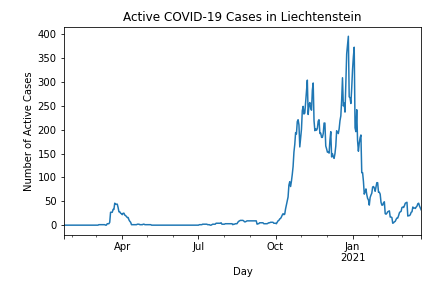 Active COVID-19 Cases in Liechtenstein
Number of Active Cases
400
350
300
250
200
150
100
50
0
Apr
Jul
Oct
Jan
2021
Day